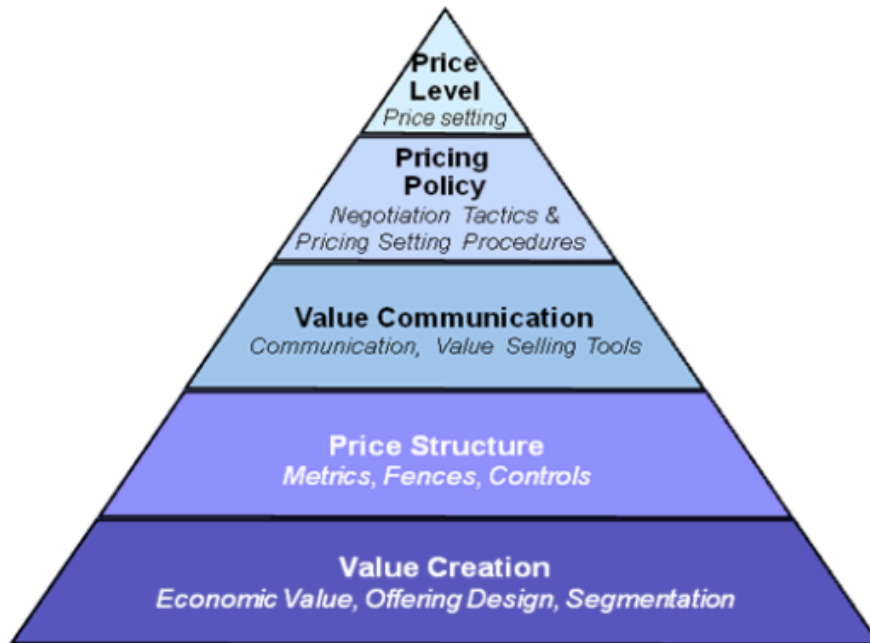 Price
Level
Price setting
Pricing
Policy
Negotiation Tactics &
Pricing Setting Procedures
Value Communication
Communication, Value Selling Tools
Price Structure
Metrics, Fences, Controls
Value Creation
Economic Value, Offering Design, Segmentation